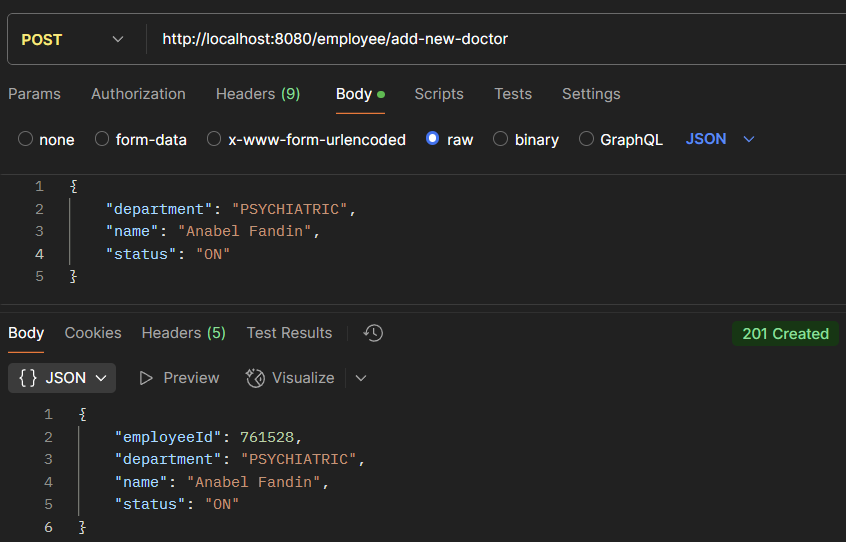 POST http://localhost:8080/employee/add-new-doctor
Params Authorization Headers (9) Body Scripts Tests Settings
none form-data x-www-form-urlencoded raw binary GraphQL JSON
1 {
2 "department": "PSYCHIATRIC",
3 "name": "Anabel Fandin",
4 "status": "ON"
5 }
Body Cookies Headers (5) Test Results 201 Created
{} JSON Preview Visualize
1 {
2 "employeeId": 761528,
3 "department": "PSYCHIATRIC",
4 "name": "Anabel Fandin",
5 "status": "ON"
6 }